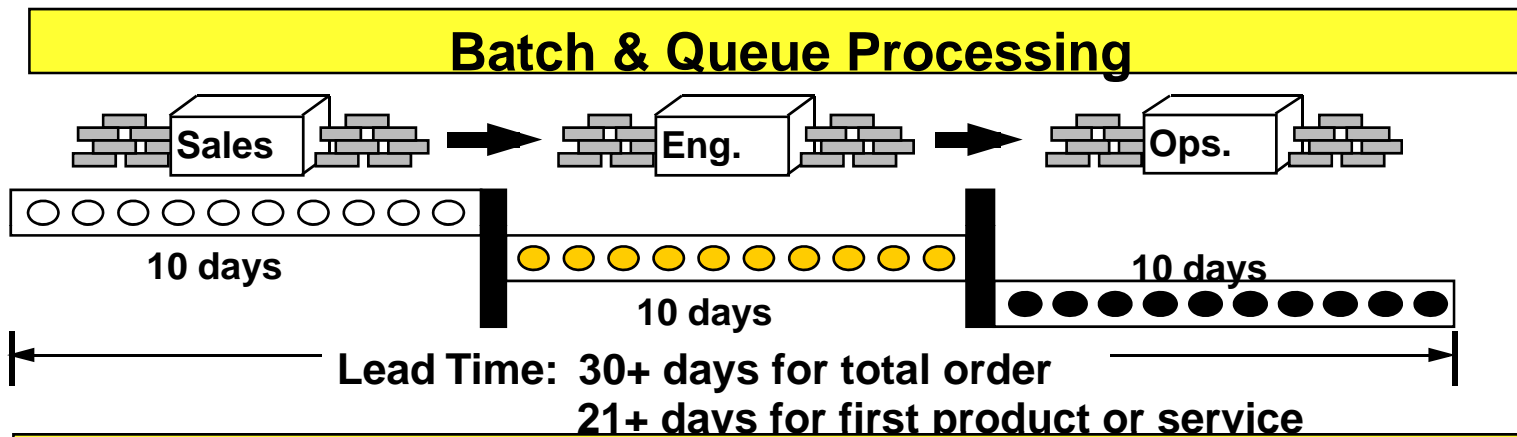 Batch & Queue Processing
Sales
Eng.
Ops.
10 days
10 days
10 days
Lead Time: 30+ days for total order
21+ days for first product or service